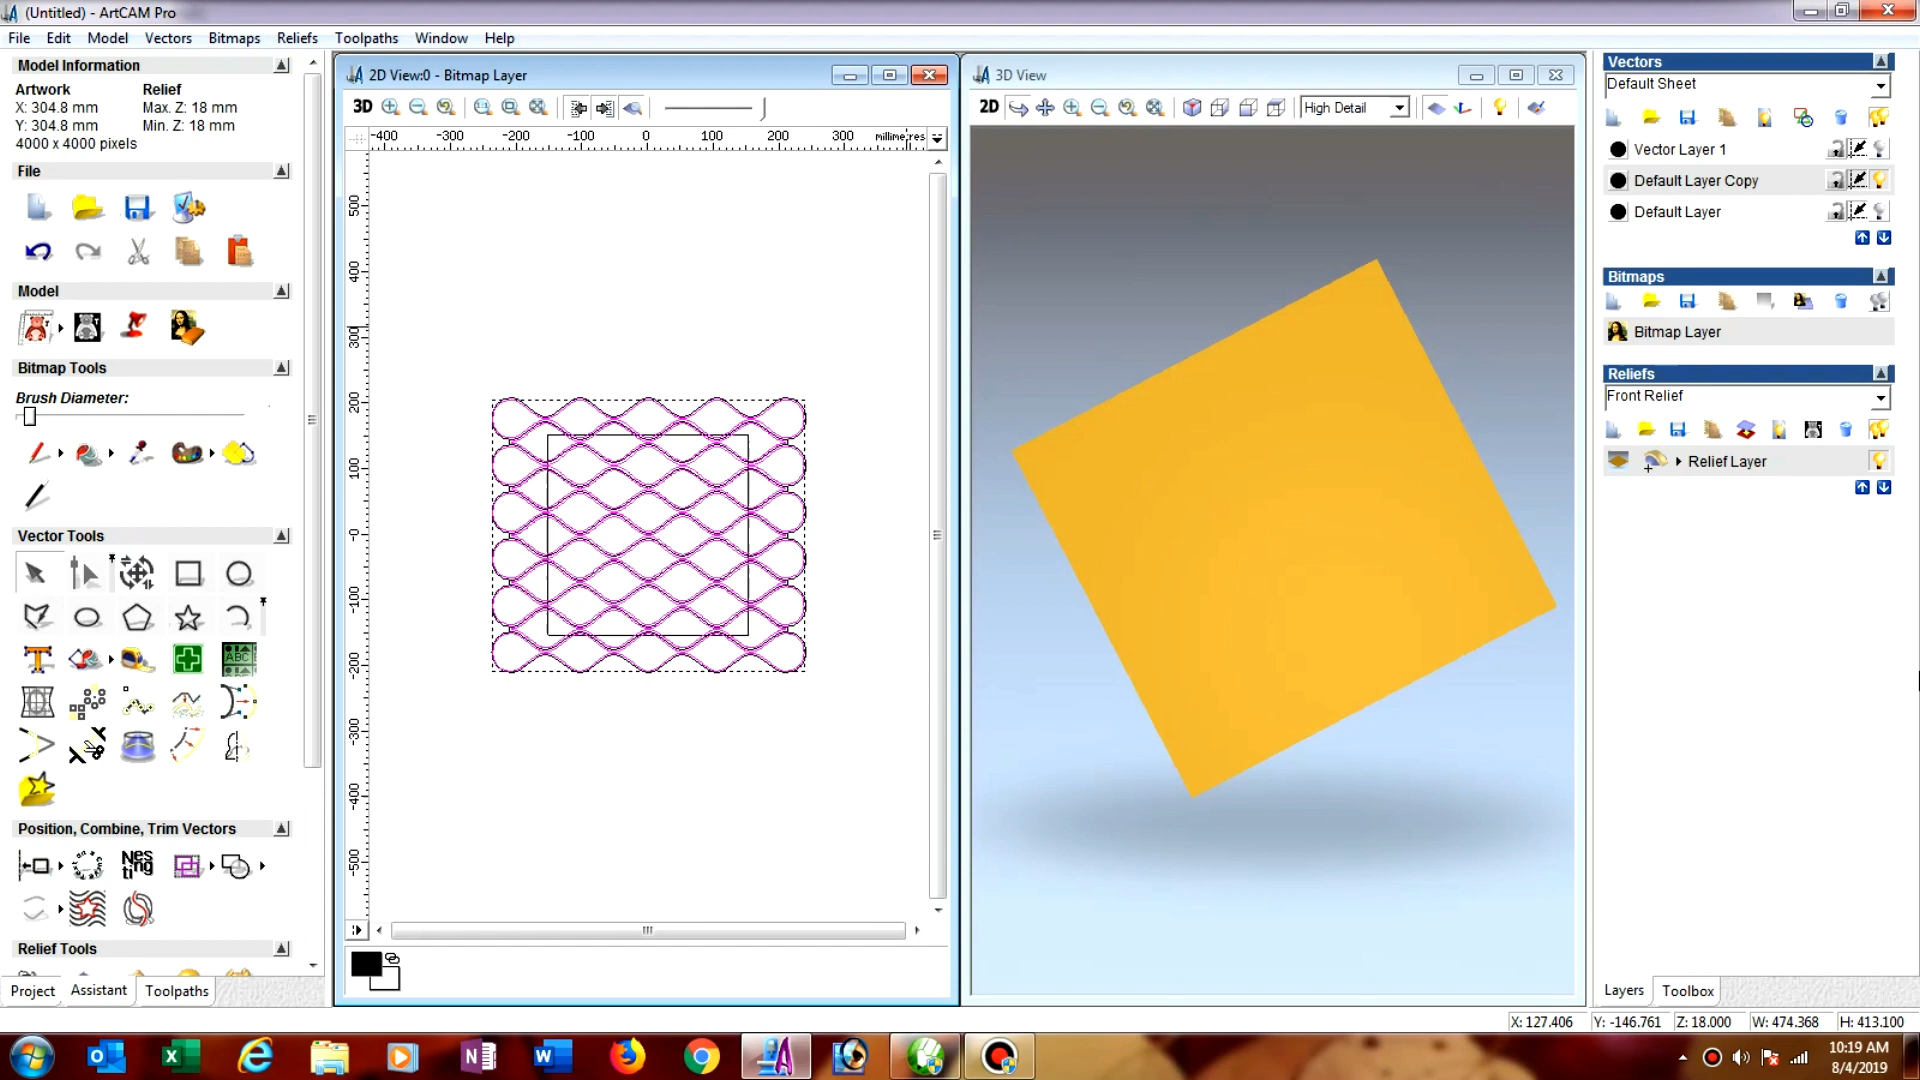 (Untitled) - ArtCAM Pro
File Edit Model Vectors Bitmaps Reliefs Toolpaths Window Help
Model Information
Artwork Relief
X: 304.8 mm Max. Z: 18 mm
Y: 304.8 mm Min. Z: 18 mm
4000 x 4000 pixels
File
Model
Bitmap Tools
Brush Diameter:
Vector Tools
ABC
Position, Combine, Trim Vectors
Nes
ting
Relief Tools
Project Assistant Toolpaths
2D View:0 - Bitmap Layer
3D
-400 -300 -200 -100 0 100 200 300
500
400
300
200
100
-0
-100
-200
-300
-400
-500
3D View
2D High Detail
Vectors
Default Sheet
Vector Layer 1
Default Layer Copy
Default Layer
Bitmaps
Bitmap Layer
Reliefs
Front Relief
Relief Layer
Layers Toolbox
X: 127.406 Y: -146.761 Z: 18.000 W: 474.368 H: 413.100
10:19 AM
8/4/2019